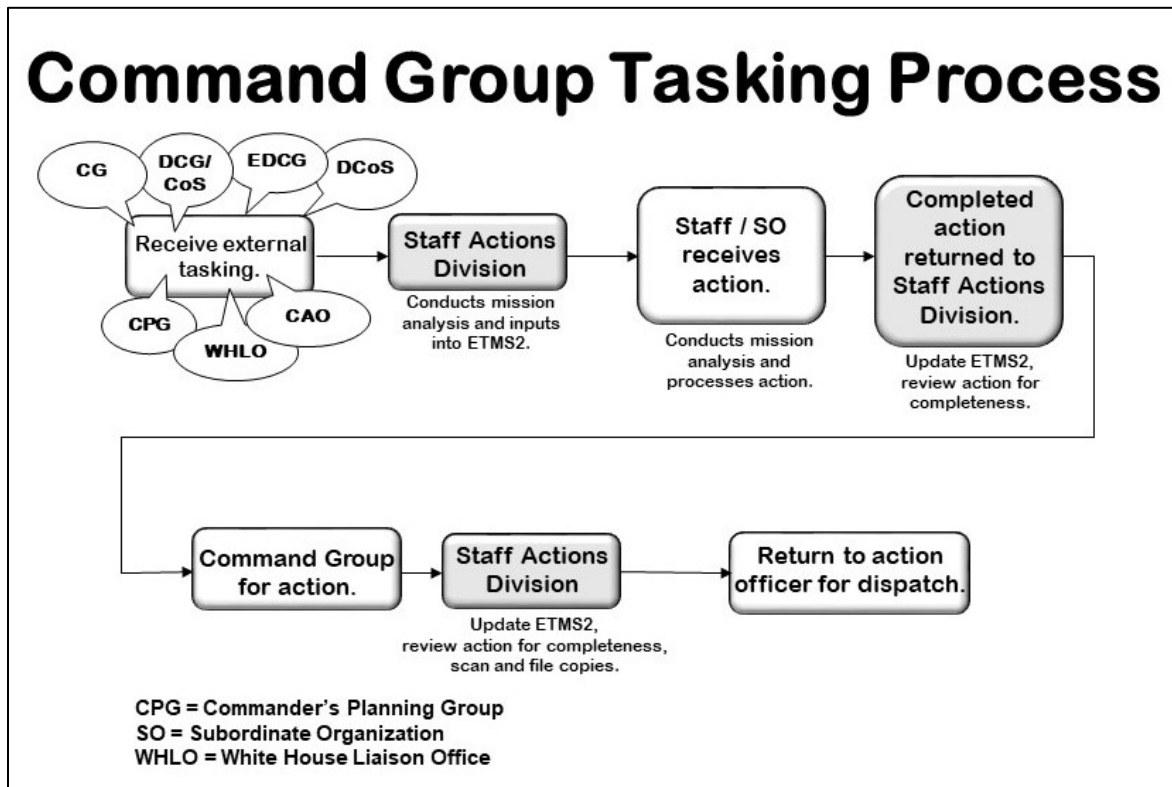 Command Group Tasking Process
CG
DCG/
CoS
EDCG
DCoS
Receive external
tasking.
CPG
WHLO
CAO
Staff Actions
Division
Conducts mission
analysis and inputs
into ETMS2.
Staff / SO
receives
action.
Conducts mission
analysis and
processes action.
Completed
action
returned to
Staff Actions
Division.
Update ETMS2,
review action for
completeness.
Command Group
for action.
Staff Actions
Division
Update ETMS2,
review action for completeness,
scan and file copies.
Return to action
officer for dispatch.
CPG = Commander’s Planning Group
SO = Subordinate Organization
WHLO = White House Liaison Office